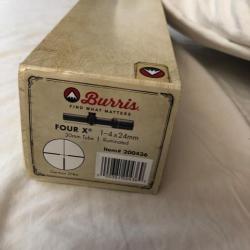 Burris
FIND WHAT MATTERS
FOUR X® 1-4x24mm
30mm Tube | Illuminated
Item# 200436